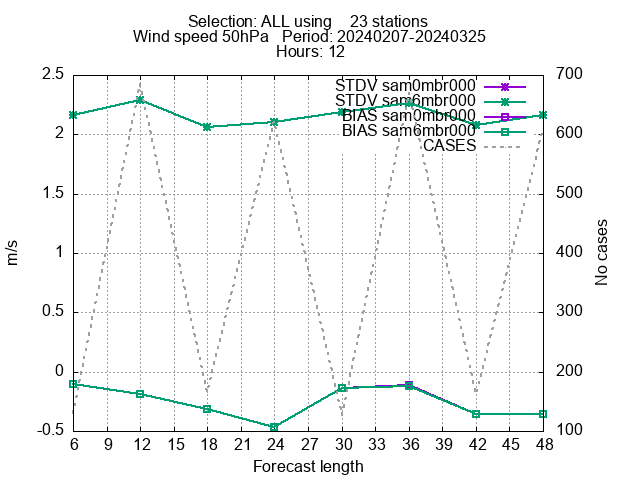 Selection: ALL using 23 stations
Wind speed 50hPa Period: 20240207-20240325
Hours: 12
STDV sam0mbr000
STDV sam6mbr000
BIAS sam0mbr000
BIAS sam6mbr000
CASES
m/s
2.5
2
1.5
1
0.5
0
-0.5
No cases
700
600
500
400
300
200
100
6 9 12 15 18 21 24 27 30 33 36 39 42 45 48
Forecast length